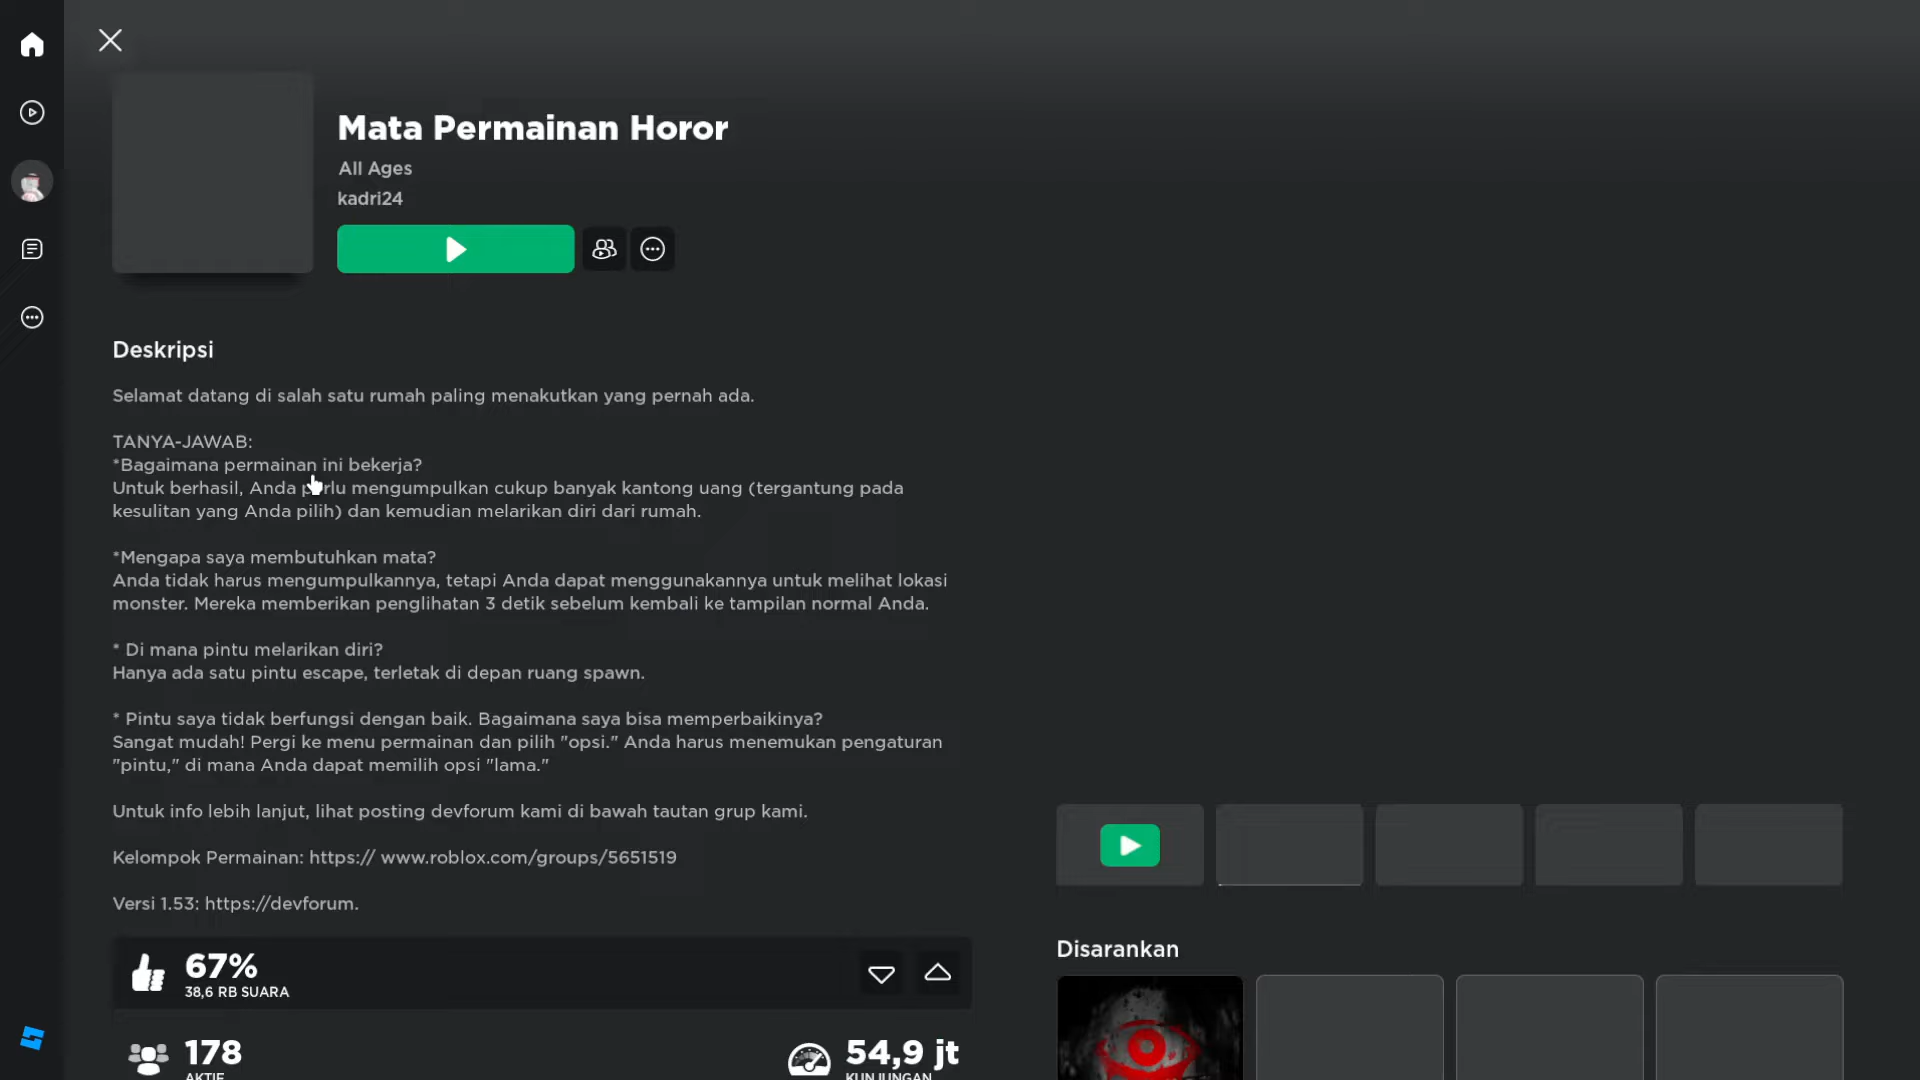 Mata Permainan Horor
All Ages
kadri24
Deskripsi
Selamat datang di salah satu rumah paling menakutkan yang pernah ada.
TANYA-JAWAB:
*Bagaimana permainan ini bekerja?
Untuk berhasil, Anda perlu mengumpulkan cukup banyak kantong uang (tergantung pada
kesulitan yang Anda pilih) dan kemudian melarikan diri dari rumah.
*Mengapa saya membutuhkan mata?
Anda tidak harus mengumpulkannya, tetapi Anda dapat menggunakannya untuk melihat lokasi
monster. Mereka memberikan penglihatan 3 detik sebelum kembali ke tampilan normal Anda.
* Di mana pintu melarikan diri?
Hanya ada satu pintu escape, terletak di depan ruang spawn.
* Pintu saya tidak berfungsi dengan baik. Bagaimana saya bisa memperbaikinya?
Sangat mudah! Pergi ke menu permainan dan pilih "opsi." Anda harus menemukan pengaturan
"pintu," di mana Anda dapat memilih opsi "lama."
Untuk info lebih lanjut, lihat posting devforum kami di bawah tautan grup kami.
Kelompok Permainan: https:// www.roblox.com/groups/5651519
Versi 1.53: https://devforum.
67%
38,6 RB SUARA
178
AKTIF
54,9 jt
KUNJUNGAN
Disarankan